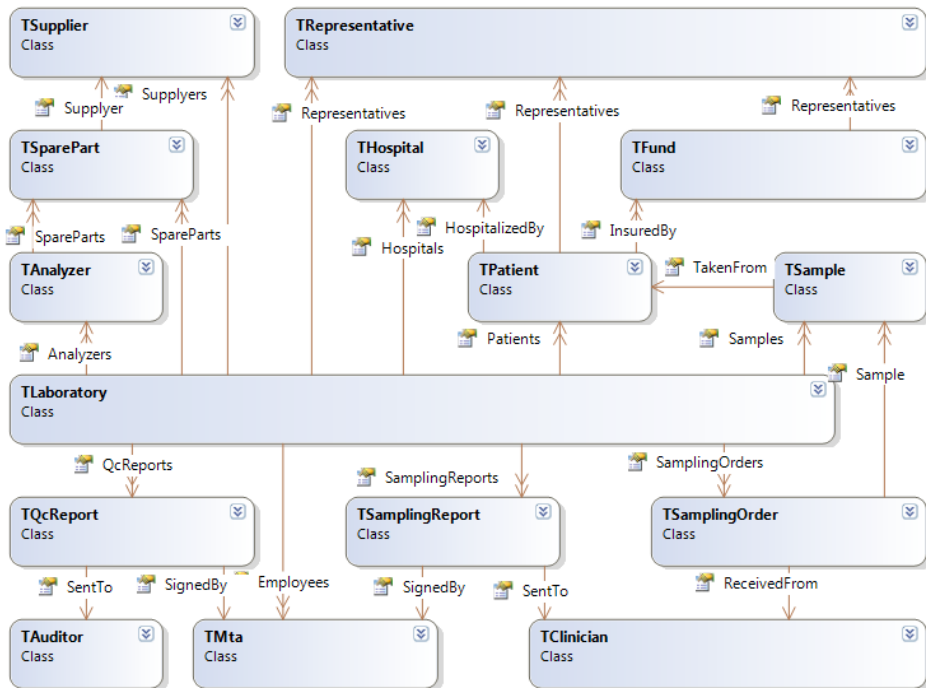 TSupplier
Class
TRepresentative
Class
Supplyers
Supplyer
Representatives
Representatives
Representatives
TSparePart
Class
THospital
Class
TFund
Class
SpareParts
SpareParts
Hospitals
HospitalizedBy
InsuredBy
TAnalyzer
Class
TPatient
Class
TakenFrom
TSample
Class
Analyzers
Patients
Samples
Sample
TLaboratory
Class
QcReports
SamplingReports
SamplingOrders
TQcReport
Class
TSamplingReport
Class
TSamplingOrder
Class
SentTo
SignedBy
Employees
SignedBy
SentTo
ReceivedFrom
TAuditor
Class
TMta
Class
TClinician
Class